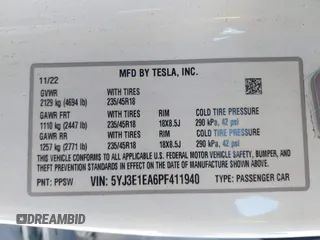 11/22 MFD BY TESLA, INC.
GVWR WITH TIRES
2129 kg (4694 lb) 235/45R18
GAWR FRT WITH TIRES RIM COLD TIRE PRESSURE
1110 kg (2447 lb) 235/45R18 18X8.5J 290 kPa, 42 psi
GAWR RR WITH TIRES RIM COLD TIRE PRESSURE
1257 kg (2771 lb) 235/45R18 18X8.5J 290 kPa, 42 psi
THIS VEHICLE CONFORMS TO ALL APPLICABLE U.S. FEDERAL MOTOR VEHICLE SAFETY,
BUMPER, AND THEFT PREVENTION STANDARDS IN EFFECT ON THE DATE OF MANUFACTURE SHOWN ABOVE.
PNT: PPSW VIN: 5YJ3E1EA6PF411940 TYPE: PASSENGER CAR
DREAMBID